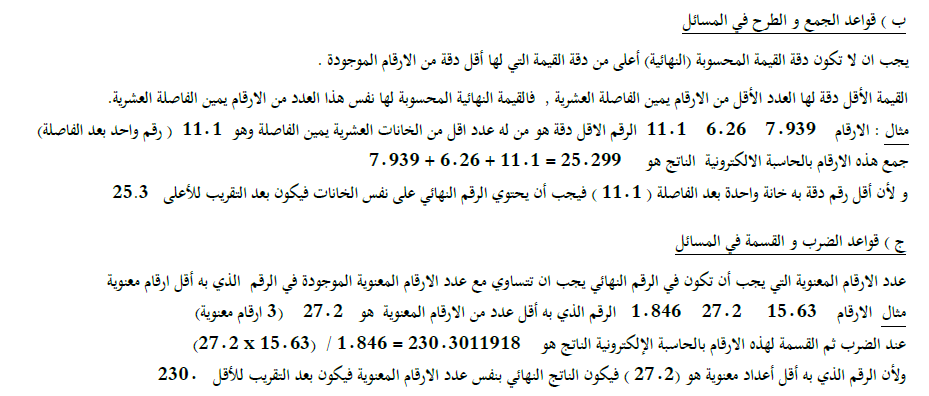 ب ) قواعد الجمع و الطرح في المسائل
يجب ان لا تكون دقة القيمة المحسوبة (النهائية) أعلى من دقة القيمة التي لها أقل دقة من الارقام الموجودة .
القيمة الأقل دقة لها العدد الأقل من الارقام يمين الفاصلة العشرية , فالقيمة النهائية المحسوبة لها نفس هذا العدد من الارقام يمين الفاصلة العشرية.
مثال : الارقام 7.939 6.26 11.1 الرقم الاقل دقة هو من له عدد اقل من الخانات العشرية يمين الفاصلة وهو 11.1 ( رقم واحد بعد الفاصلة)
جمع هذه الارقام بالحاسبة الالكترونية الناتج هو 7.939 + 6.26 + 11.1 = 25.299
و لأن أقل رقم دقة به خانة واحدة بعد الفاصلة ( 11.1 ) فيجب أن يحتوي الرقم النهائي على نفس الخانات فيكون بعد التقريب للأعلى 25.3
ج ) قواعد الضرب و القسمة في المسائل
عدد الارقام المعنوية التي يجب أن تكون في الرقم النهائي يجب ان تتساوي مع عدد الارقام المعنوية الموجودة في الرقم الذي به أقل ارقام معنوية
مثال الارقام 15.63 27.2 1.846 الرقم الذي به أقل عدد من الارقام المعنوية هو 27.2 (3 ارقام معنوية)
عند الضرب ثم القسمة لهذه الارقام بالحاسبة الإلكترونية الناتج هو (27.2 x 15.63) / 1.846 = 230.3011918
ولأن الرقم الذي به أقل أعداد معنوية هو (27.2 ) فيكون الناتج النهائي بنفس عدد الارقام المعنوية فيكون بعد التقريب للأقل 230.